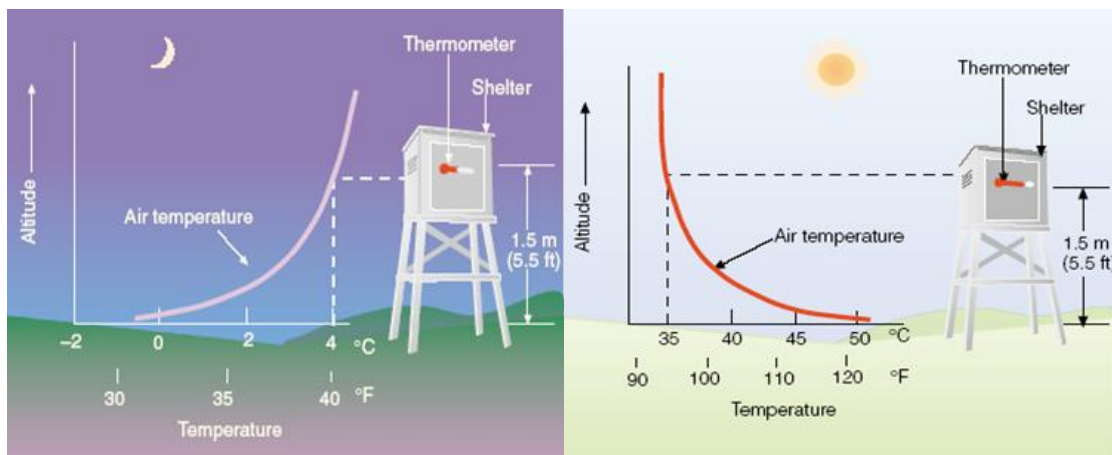 Thermometer
Shelter
Altitude
Air temperature
1.5 m
(5.5 ft)
–2 0 2 4 °C
30 35 40 °F
Temperature
Thermometer
Shelter
Altitude
Air temperature
1.5 m
(5.5 ft)
35 40 45 50 °C
90 100 110 120 °F
Temperature